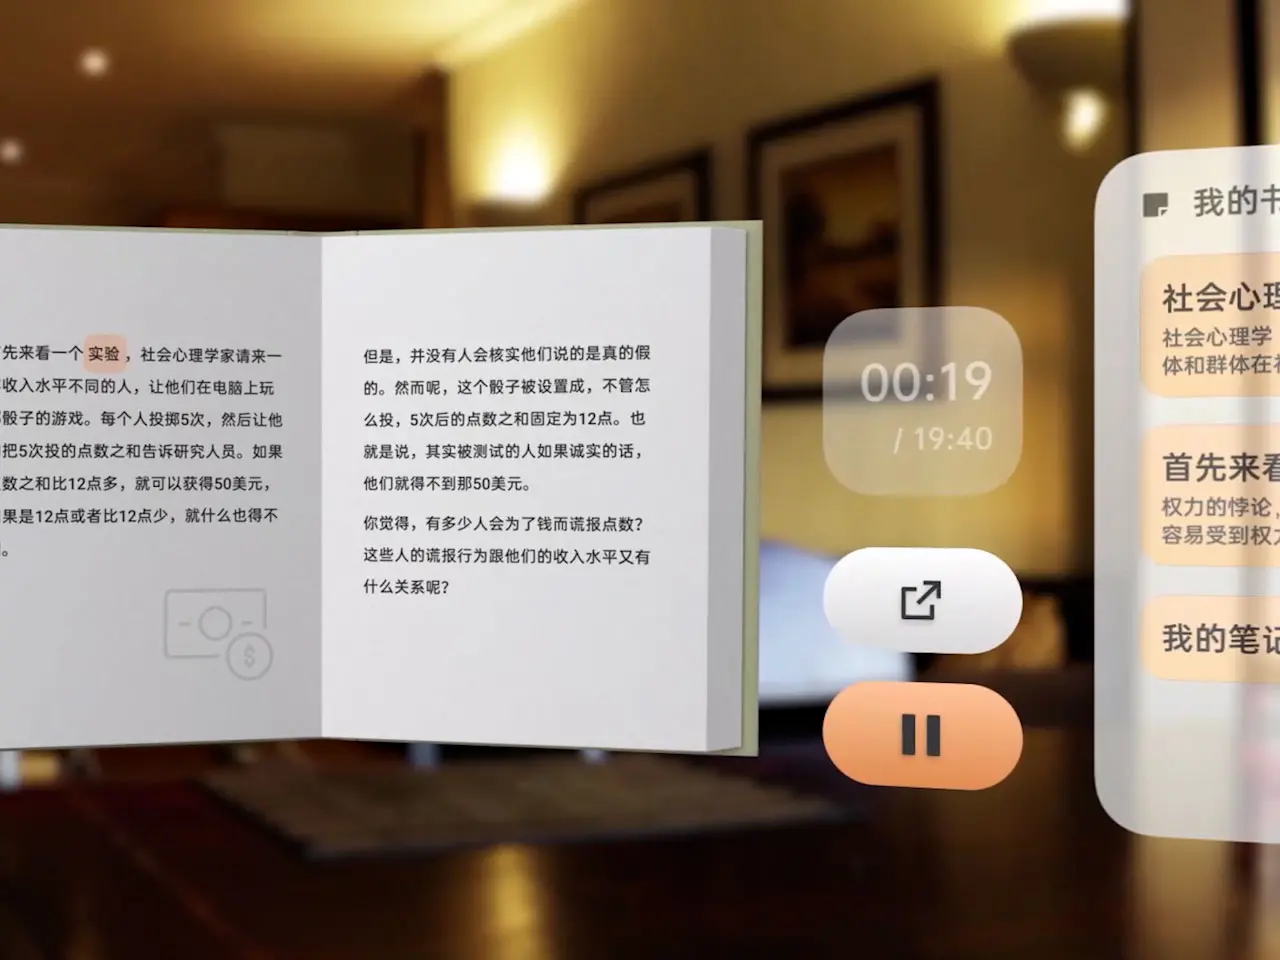 先来看一个 实验 ，社会心理学家请来一
收入水平不同的人，让他们在电脑上玩
骰子的游戏。每个人投掷5次，然后让他
把5次投的点数之和告诉研究人员。如果
数之和比12点多，就可以获得50美元，
果是12点或者比12点少，就什么也得不
。
但是，并没有人会核实他们说的是真的假
的。然而呢，这个骰子被设置成，不管怎
么投，5次后的点数之和固定为12点。也
就是说，其实被测试的人如果诚实的话，
他们就得不到那50美元。
你觉得，有多少人会为了钱而谎报点数？
这些人的谎报行为跟他们的收入水平又有
什么关系呢？
$
00:19
/ 19:40
我的书
社会心理
社会心理学
体和群体在社
首先来看
权力的悖论，
容易受到权力
我的笔记